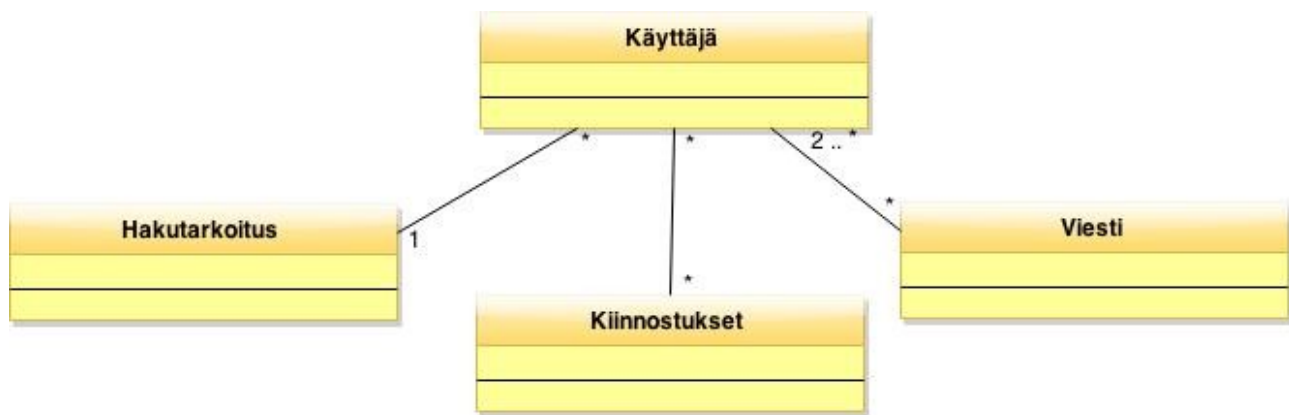 Käyttäjä
*
*
2 .. *
Hakutarkoitus
1
*
Viesti
*
Kiinnostukset